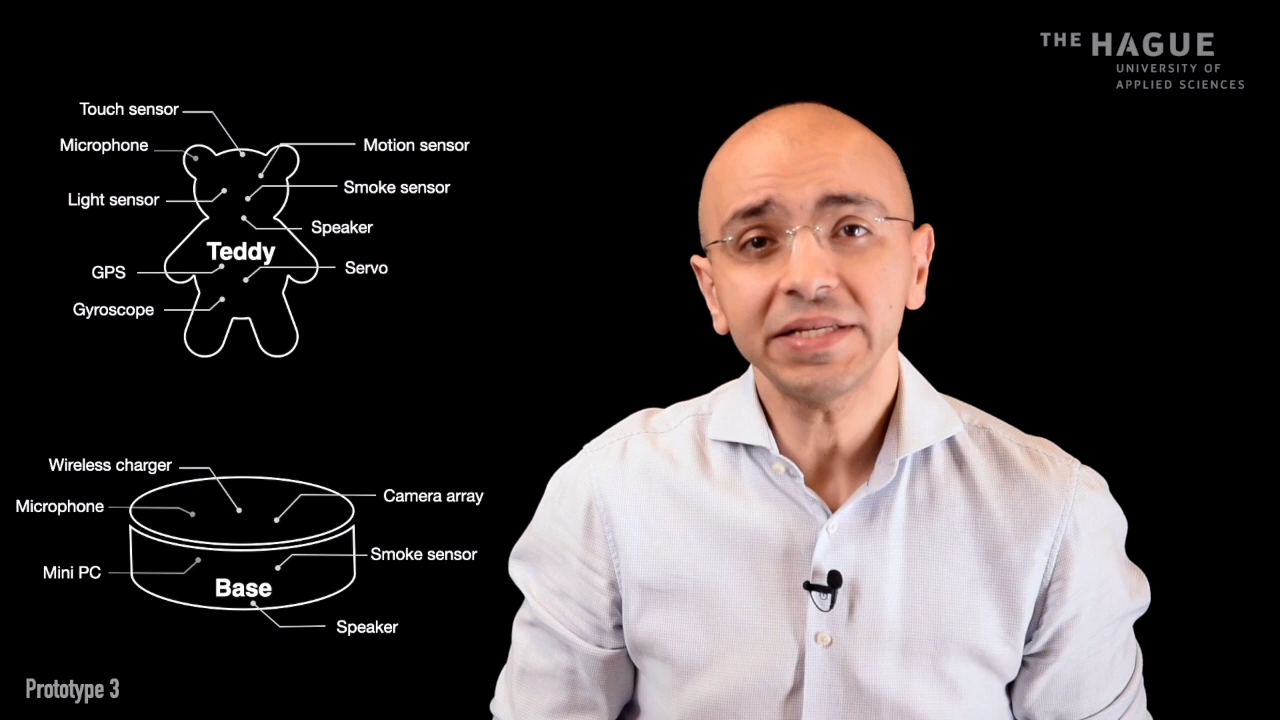 THE HAGUE
UNIVERSITY OF
APPLIED SCIENCES
Touch sensor
Microphone
Motion sensor
Light sensor
Smoke sensor
Speaker
Teddy
GPS
Servo
Gyroscope
Wireless charger
Microphone
Camera array
Mini PC
Smoke sensor
Base
Speaker
Prototype 3